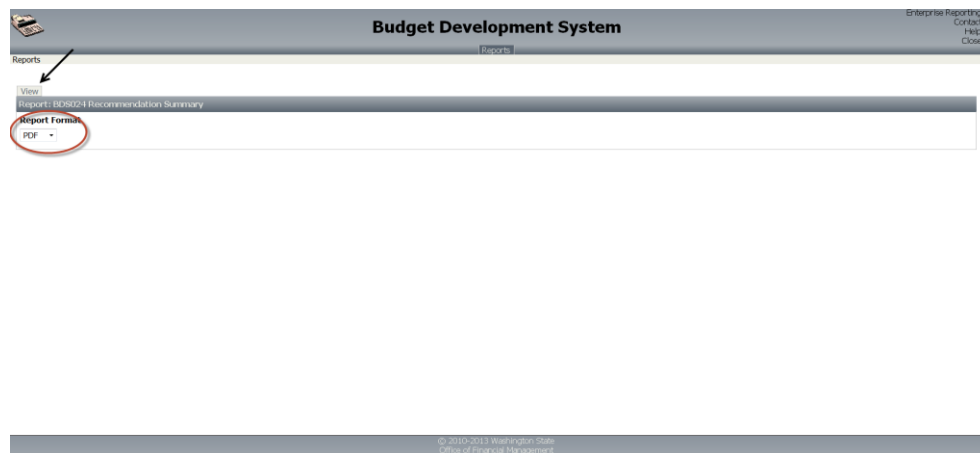 Enterprise Reporting
Contact
Help
Close
Budget Development System
Reports
Reports
View
Report: BDS024 Recommendation Summary
Report Format
PDF
© 2010-2013 Washington State
Office of Financial Management